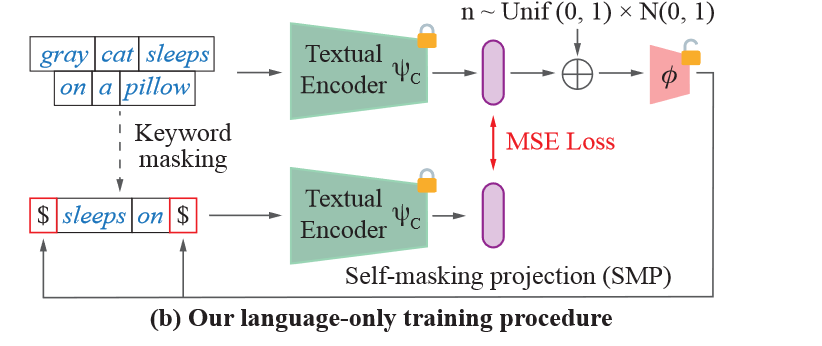 n ~ Unif (0, 1) × N(0, 1)
gray cat sleeps
on a pillow
Textual
Encoder ψC
ϕ
Keyword
masking
MSE Loss
$ sleeps on $
Textual
Encoder ψC
Self-masking projection (SMP)
(b) Our language-only training procedure